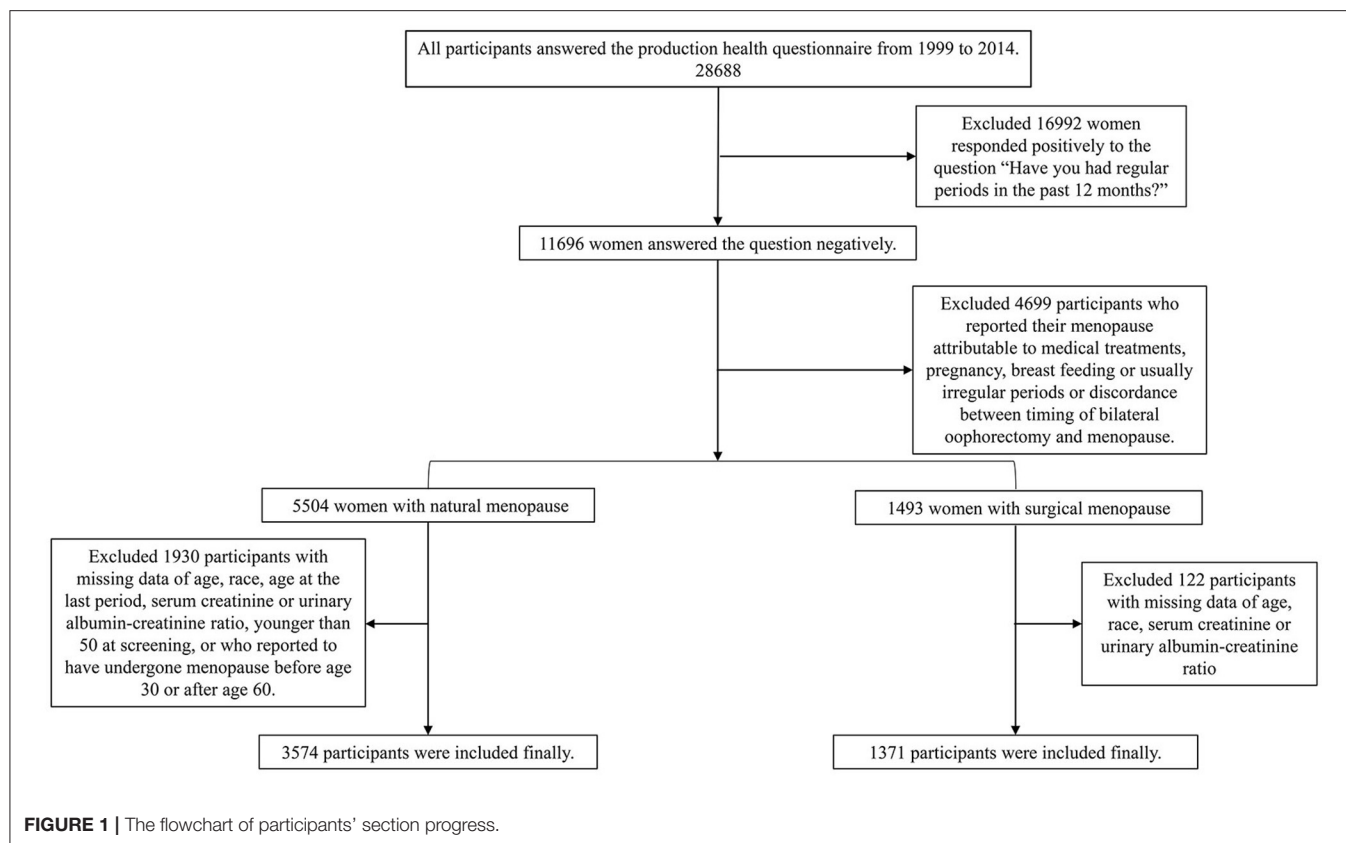 All participants answered the production health questionnaire from 1999 to 2014.
28688
Excluded 16992 women
responded positively to the
question “Have you had regular
periods in the past 12 months?”
11696 women answered the question negatively.
Excluded 4699 participants who
reported their menopause
attributable to medical treatments,
pregnancy, breast feeding or usually
irregular periods or discordance
between timing of bilateral
oophorectomy and menopause.
5504 women with natural menopause
1493 women with surgical menopause
Excluded 1930 participants with
missing data of age, race, age at the
last period, serum creatinine or urinary
albumin-creatinine ratio, younger than
50 at screening, or who reported to
have undergone menopause before age
30 or after age 60.
Excluded 122 participants
with missing data of age,
race, serum creatinine or
urinary albumin-creatinine
ratio
3574 participants were included finally.
1371 participants were included finally.
FIGURE 1 | The flowchart of participants’ section progress.